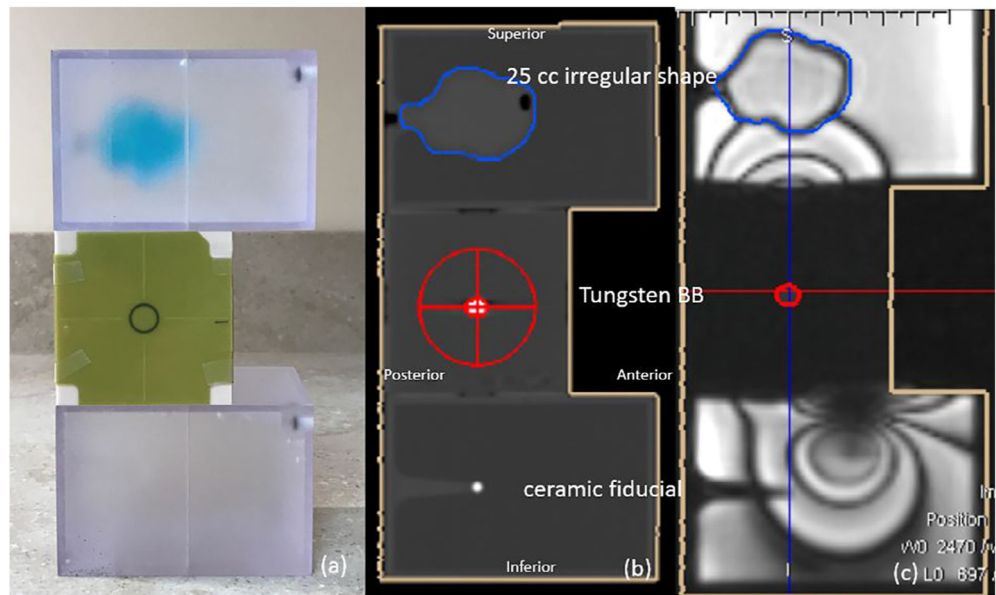 Superior
25 cc irregular shape
S
Tungsten BB
Posterior
Anterior
ceramic fiducial
Position
W0 2470
L0 697
Inferior
I
(a)
(b)
(c)